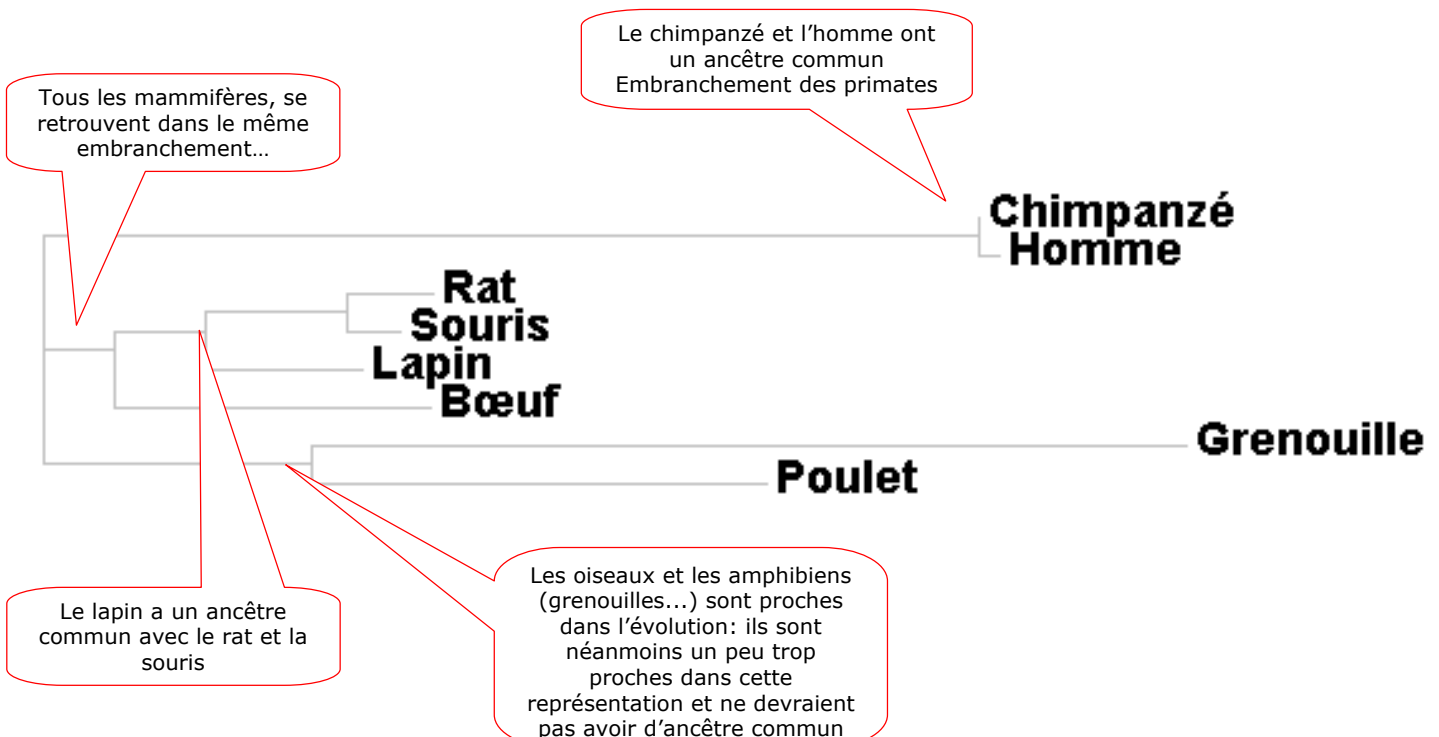 Le chimpanzé et l’homme ont
un ancêtre commun
Embranchement des primates
Tous les mammifères, se
retrouvent dans le même
embranchement…
Chimpanzé
Homme
Rat
Souris
Lapin
Bœuf
Grenouille
Poulet
Le lapin a un ancêtre
commun avec le rat et la
souris
Les oiseaux et les amphibiens
(grenouilles...) sont proches
dans l’évolution: ils sont
néanmoins un peu trop
proches dans cette
représentation et ne devraient
pas avoir d’ancêtre commun